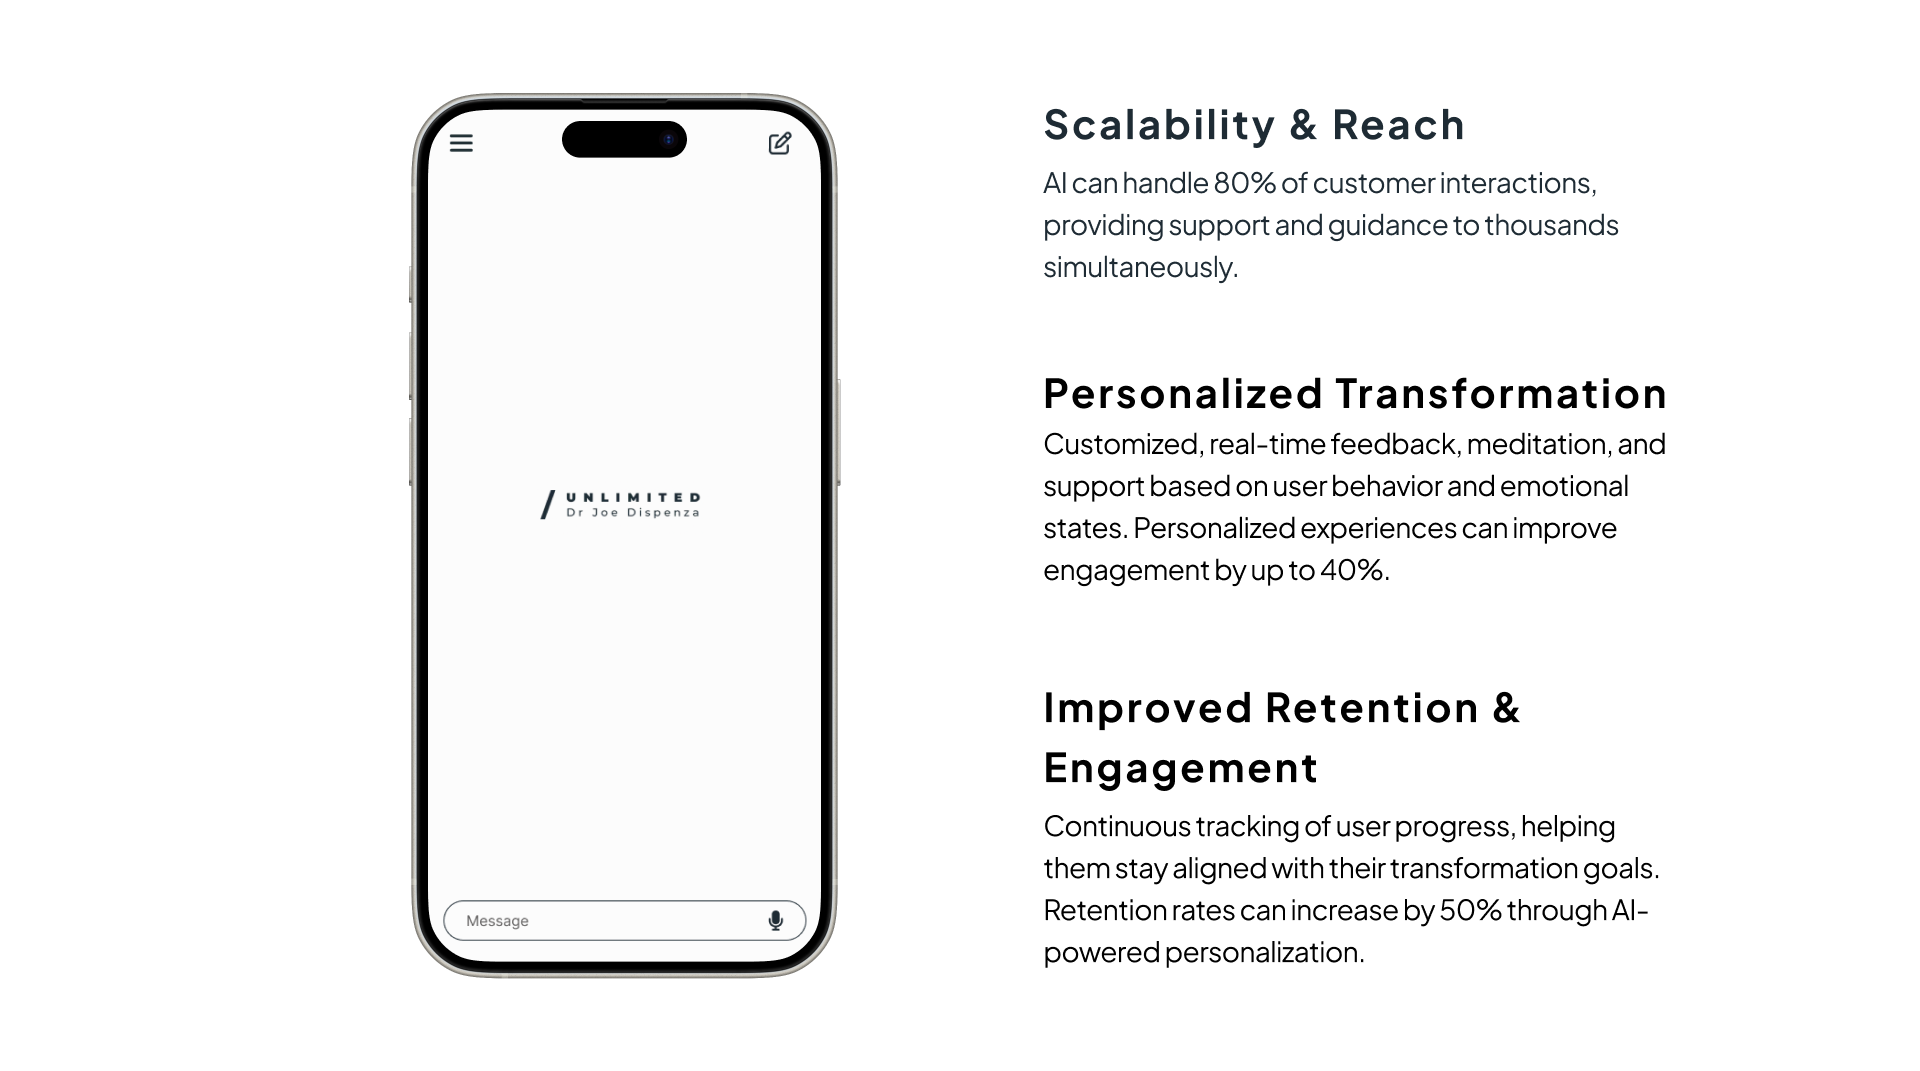 UNLIMITED
Dr Joe Dispenza
Message
Scalability & Reach
AI can handle 80% of customer interactions,
providing support and guidance to thousands
simultaneously.
Personalized Transformation
Customized, real-time feedback, meditation, and
support based on user behavior and emotional
states. Personalized experiences can improve
engagement by up to 40%.
Improved Retention &
Engagement
Continuous tracking of user progress, helping
them stay aligned with their transformation goals.
Retention rates can increase by 50% through AI-
powered personalization.